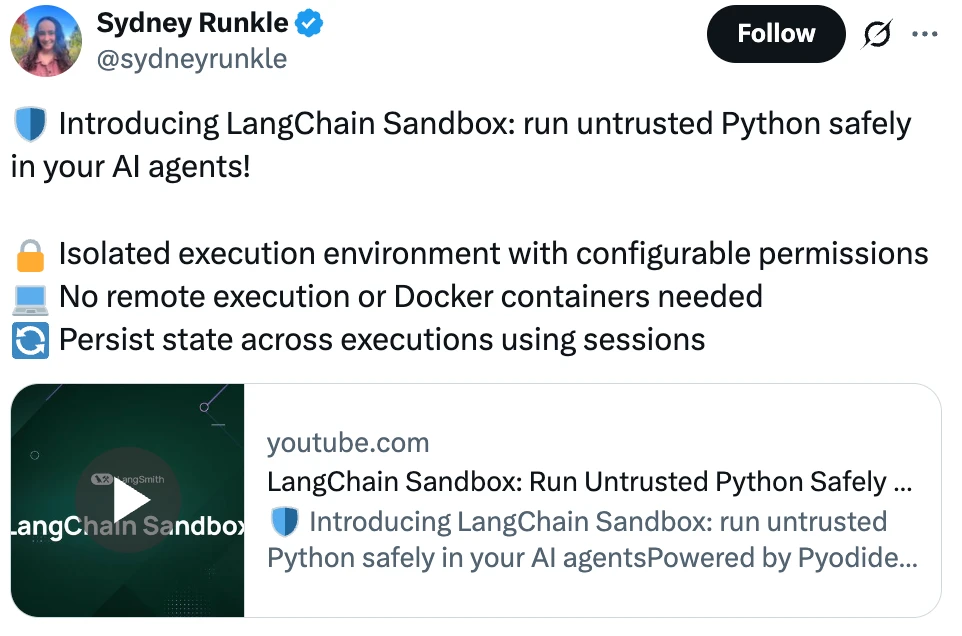 Sydney Runkle
@sydneyrunkle
Follow
🛡️ Introducing LangChain Sandbox: run untrusted Python safely
in your AI agents!
🔒 Isolated execution environment with configurable permissions
💻 No remote execution or Docker containers needed
🔄 Persist state across executions using sessions
LangSmith
LangChain Sandbox
youtube.com
LangChain Sandbox: Run Untrusted Python Safely ...
🛡️ Introducing LangChain Sandbox: run untrusted
Python safely in your AI agentsPowered by Pyodide...